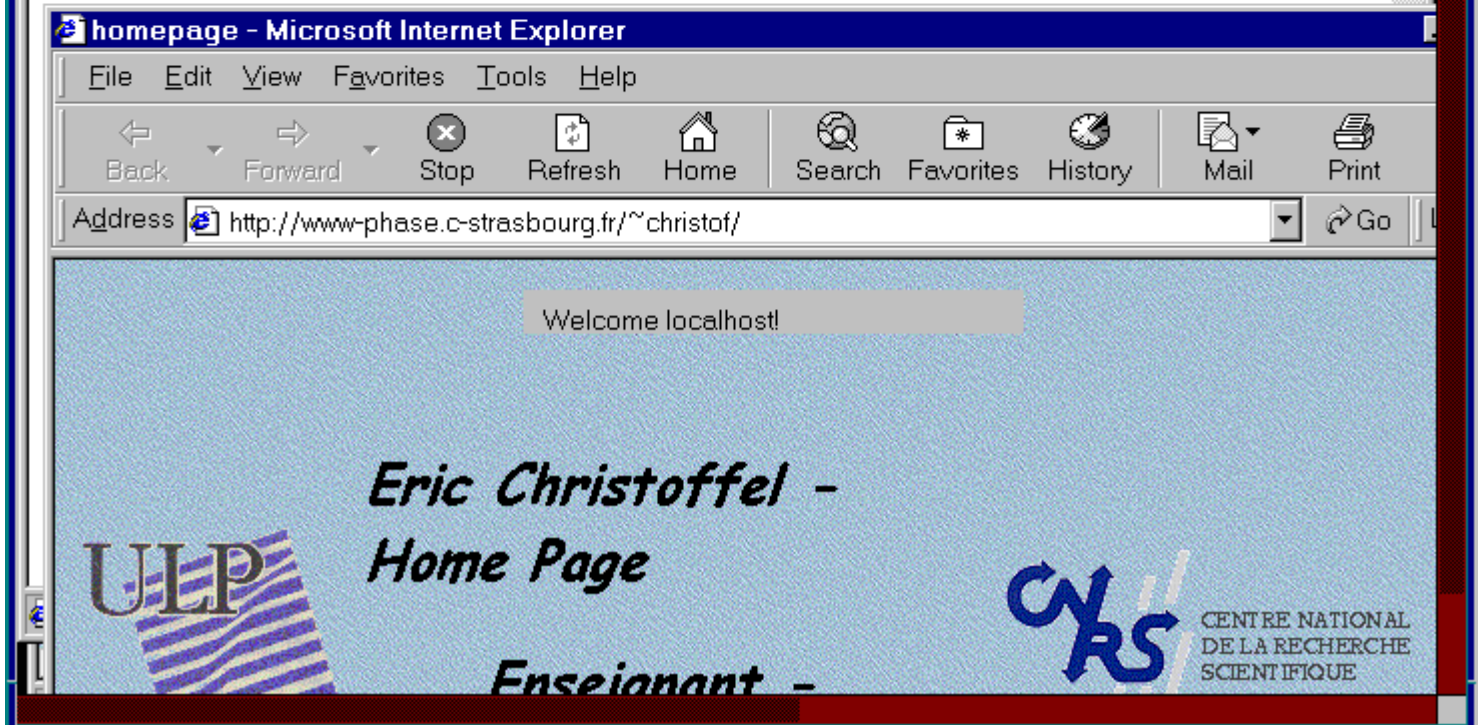 homepage - Microsoft Internet Explorer
File Edit View Favorites Tools Help
Back Forward Stop Refresh Home Search Favorites History Mail Print
Address http://www-phase.c-strasbourg.fr/~christof/ Go
Welcome localhost!
Eric Christoffel -
Home Page
ULP
CNRS
CENTRE NATIONAL
DE LA RECHERCHE
SCIENTIFIQUE
Enseignant -